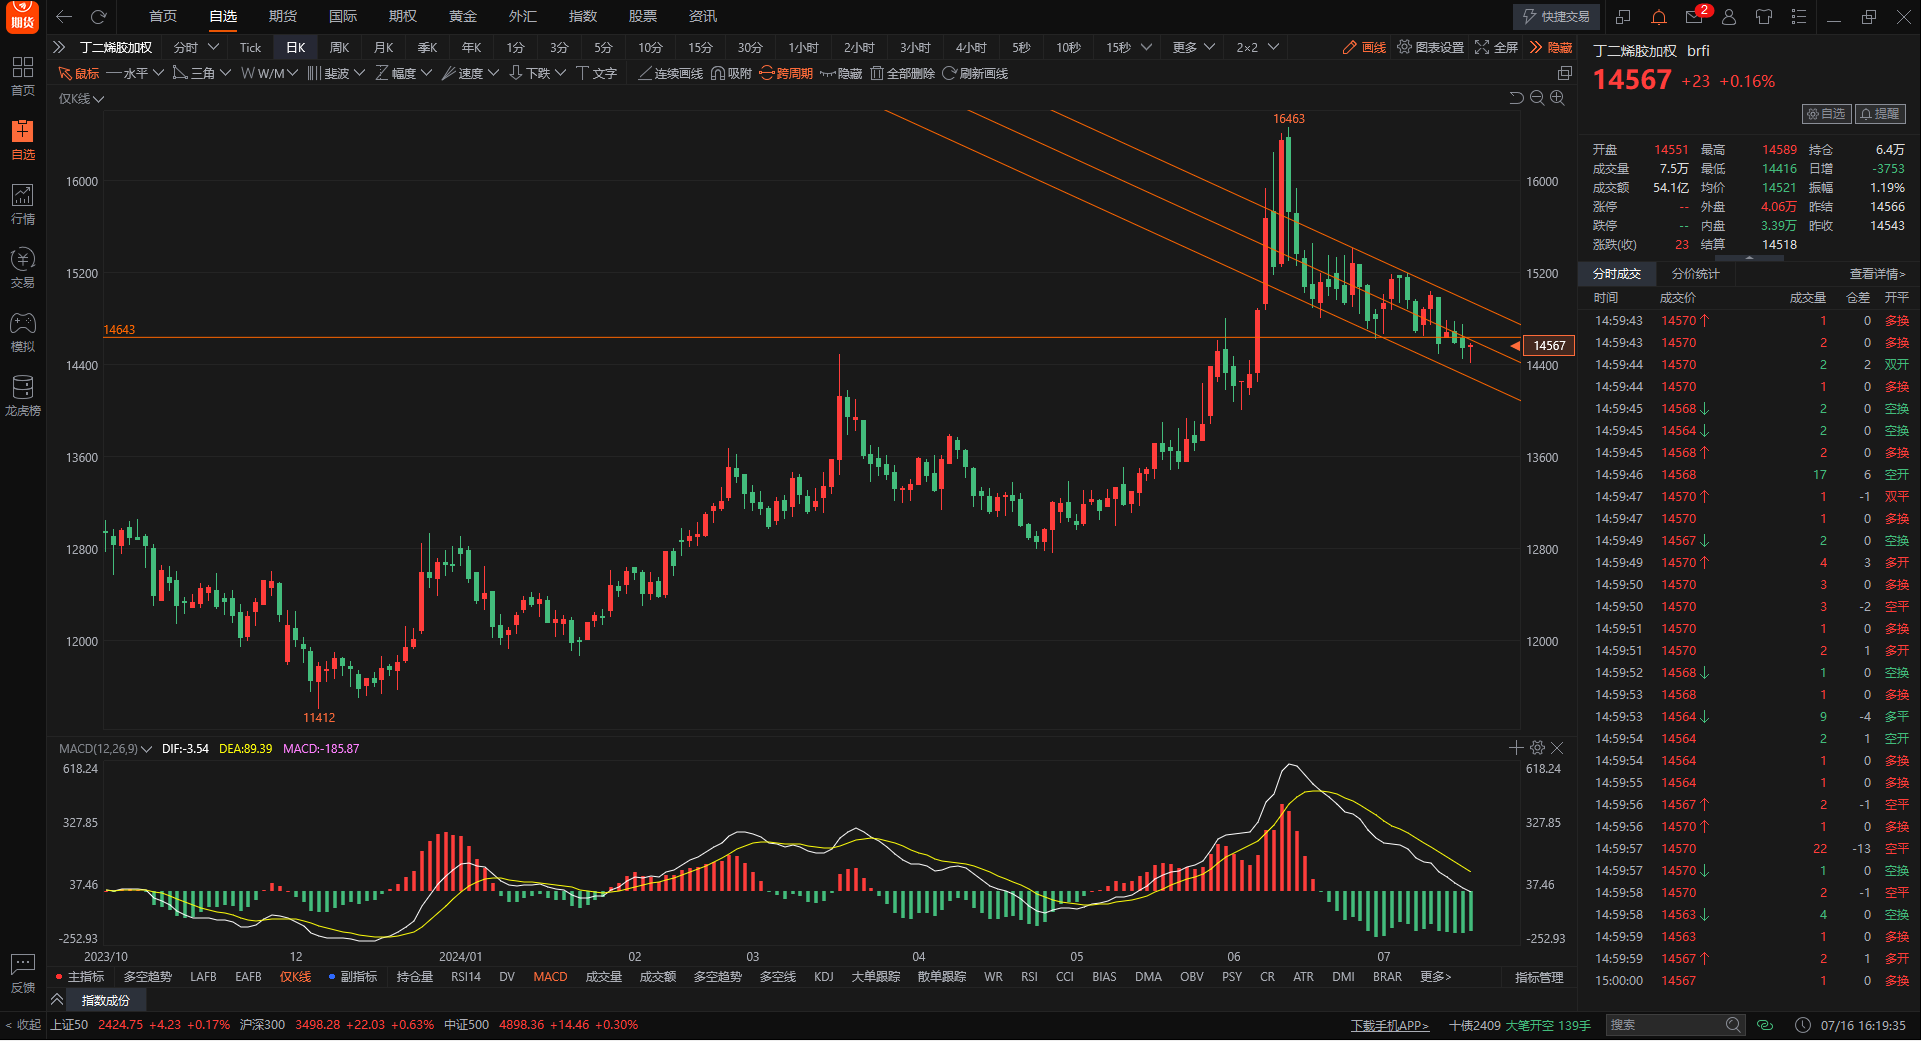 期货 首页 自选 期货 国际 期权 黄金 外汇 指数 股票 资讯 快捷交易 2
丁二烯胶加权 分时 Tick 日K 周K 月K 季K 年K 1分 3分 5分 10分 15分 30分 1小时 2小时 3小时 4小时 5秒 10秒 15秒 更多 2×2 画线 图表设置 全屏 隐藏
鼠标 水平 三角 W/M 斐波 幅度 速度 下跌 文字 连续画线 吸附 跨周期 隐藏 全部删除 刷新画线
仅K线
首页
自选
行情
交易
模拟
龙虎榜
反馈
16463
16000 16000
15200 15200
14643
14567
14400 14400
13600 13600
12800 12800
12000 12000
11412
MACD(12,26,9) DIF:-3.54 DEA:89.39 MACD:-185.87
618.24 618.24
327.85 327.85
37.46 37.46
-252.93 -252.93
2023/10 12 2024/01 02 03 04 05 06 07
主指标 多空趋势 LAFB EAFB 仅K线 副指标 持仓量 RSI14 DV MACD 成交量 成交额 多空趋势 多空线 KDJ 大单跟踪 散单跟踪 WR RSI CCI BIAS DMA OBV PSY CR ATR DMI BRAR 更多> 指标管理
指数成份
丁二烯胶加权 brfi
14567 +23 +0.16%
自选 提醒
开盘 14551 最高 14589 持仓 6.4万
成交量 7.5万 最低 14416 日增 -3753
成交额 54.1亿 均价 14521 振幅 1.19%
涨停 -- 外盘 4.06万 昨结 14566
跌停 -- 内盘 3.39万 昨收 14543
涨跌(收) 23 结算 14518
分时成交 分价统计 查看详情>
时间 成交价 成交量 仓差 开平
14:59:43 14570↑ 1 0 多换
14:59:43 14570 2 0 多换
14:59:44 14570 2 2 双开
14:59:44 14570 1 0 多换
14:59:45 14568↓ 2 0 空换
14:59:45 14564↓ 2 0 空换
14:59:45 14568↑ 2 0 多换
14:59:46 14568 17 6 空开
14:59:47 14570↑ 1 -1 双平
14:59:47 14570 1 0 多换
14:59:49 14567↓ 2 0 空换
14:59:49 14570↑ 4 3 多开
14:59:50 14570 3 0 多换
14:59:50 14570 3 -2 空平
14:59:51 14570 1 0 多换
14:59:51 14570 2 1 多开
14:59:52 14568↓ 1 0 空换
14:59:53 14568 1 0 多换
14:59:53 14564↓ 9 -4 多平
14:59:54 14564 2 1 空开
14:59:54 14564 1 0 多换
14:59:55 14564 1 0 多换
14:59:56 14567↑ 2 -1 空平
14:59:56 14570↑ 1 0 多换
14:59:57 14570 22 -13 空平
14:59:57 14570↓ 1 0 空换
14:59:58 14570 2 -1 空平
14:59:58 14563↓ 4 0 空换
14:59:59 14563 1 0 多换
14:59:59 14567↑ 2 1 多开
15:00:00 14567 1 0 多换
< 收起 上证50 2424.75 +4.23 +0.17% 沪深300 3498.28 +22.03 +0.63% 中证500 4898.36 +14.46 +0.30% 下载手机APP> 十债2409 大笔开空 139手 搜索 07/16 16:19:35